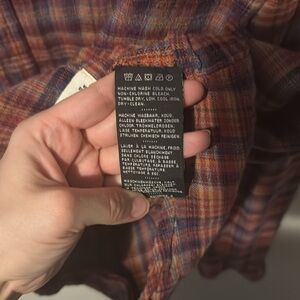 MACHINE WASH COLD ONLY
NON-CHLORINE BLEACH.
TUMBLE DRY, LOW. COOL IRON.
DRY-CLEAN.
MACHINE WASBAAR, KOUD.
ALLEEN BLEEKWATER ZONDER
CHLOOR. TROMMELDROGEN,
LAGE TEMPERATUUR. KOUD
STRIJKEN. CHEMISCH REINIGEN.
LAVER À LA MACHINE, FROID.
SEULEMENT BLANCHIMENT
SANS CHLORE. SÉCHAGE
PAR CULBUTAGE À BASSE
TEMPÉRATURE. REPASSER À
BASSE TEMPÉRATURE.
NETTOYAGE À SEC.